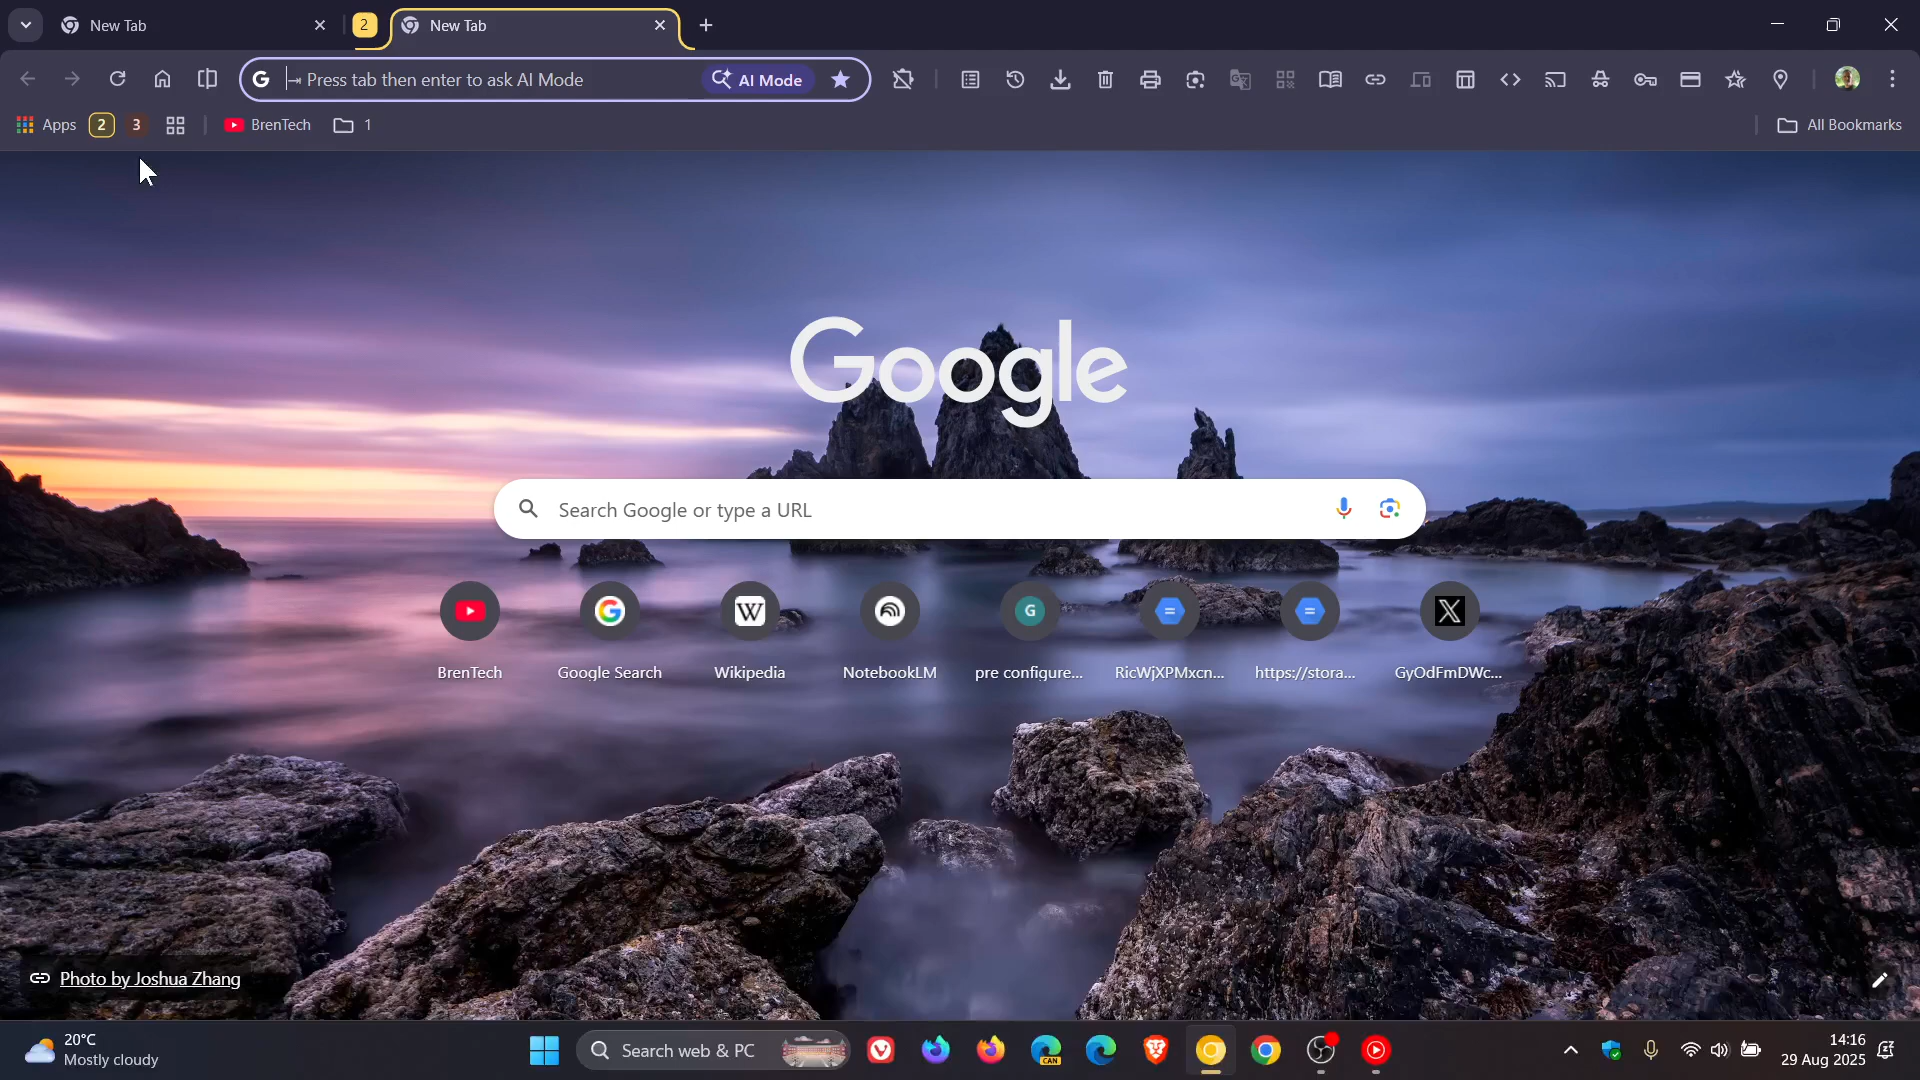 New Tab
2
New Tab
Press tab then enter to ask AI Mode
AI Mode
Apps
2
3
BrenTech
1
All Bookmarks
Google
Search Google or type a URL
BrenTech
Google Search
Wikipedia
NotebookLM
pre configure...
RicWjXPMxcn...
https://stora...
GyOdFmDWc...
Photo by Joshua Zhang
20°C
Mostly cloudy
Search web & PC
CAN
14:16
29 Aug 2025